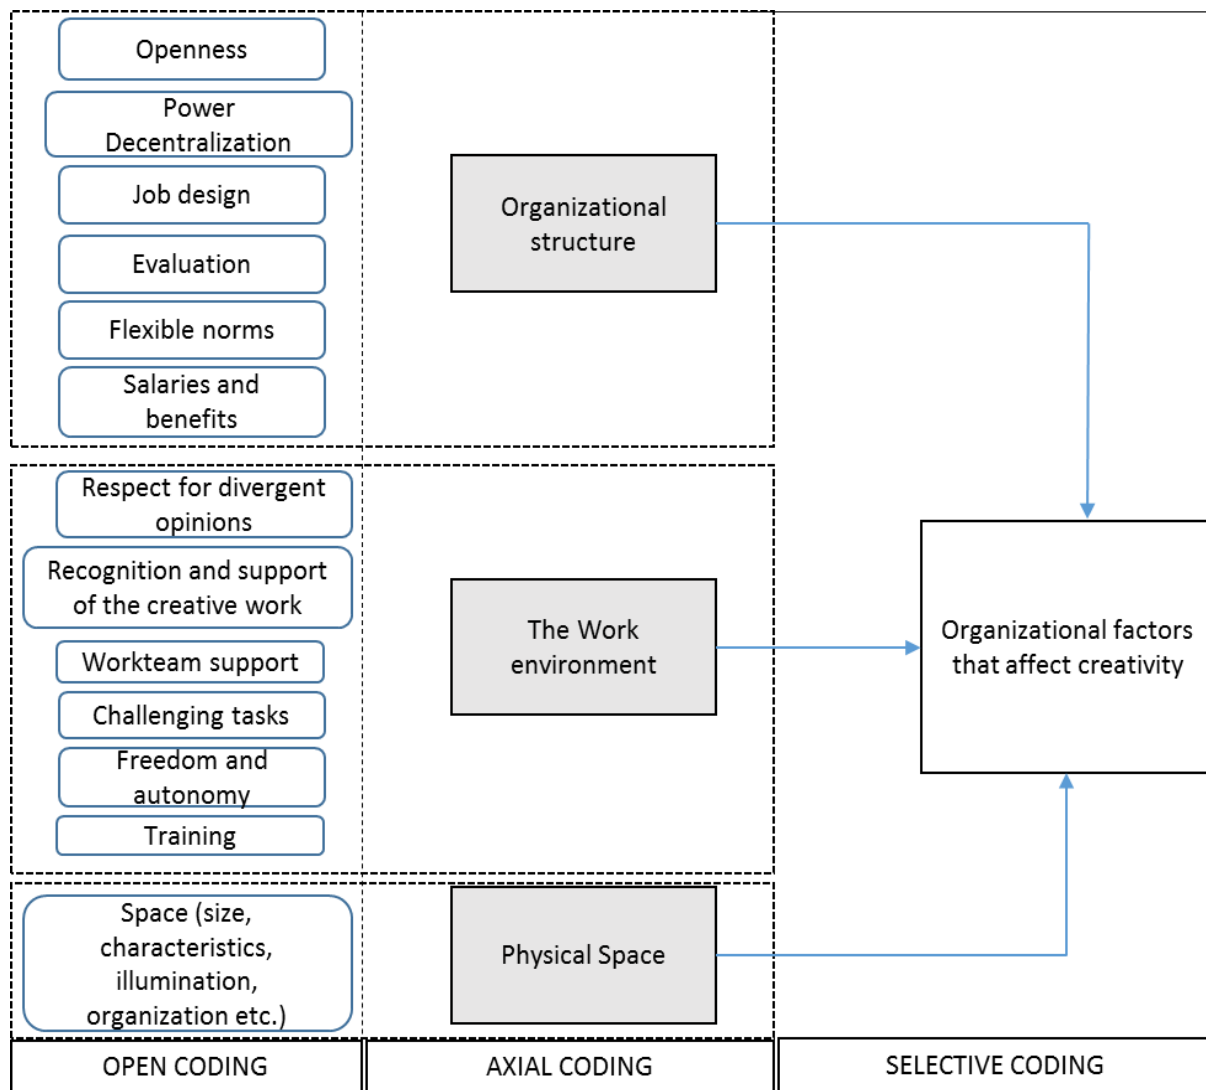 Openness
Power
Decentralization
Job design
Evaluation
Flexible norms
Salaries and
benefits
Organizational
structure
Respect for divergent
opinions
Recognition and support
of the creative work
Workteam support
Challenging tasks
Freedom and
autonomy
Training
The Work
environment
Organizational factors
that affect creativity
Space (size,
characteristics,
illumination,
organization etc.)
Physical Space
OPEN CODING
AXIAL CODING
SELECTIVE CODING